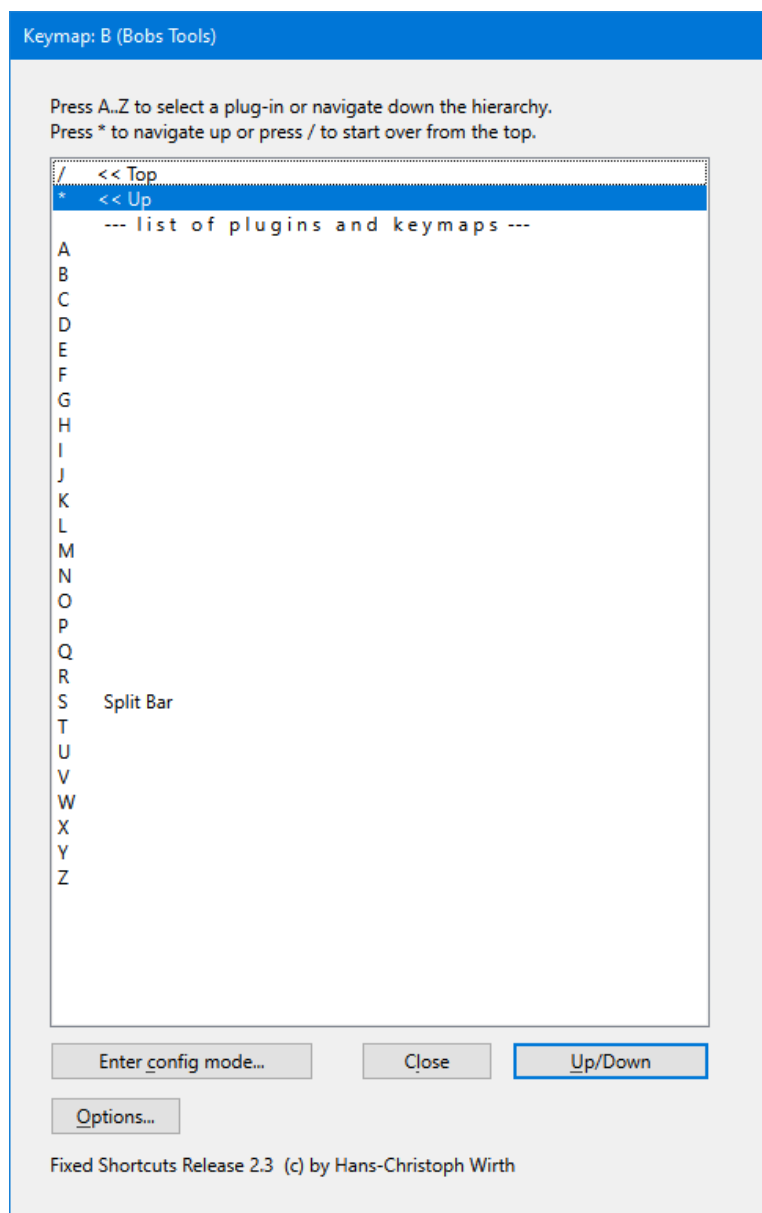 Keymap: B (Bobs Tools)
Press A..Z to select a plug-in or navigate down the hierarchy.
Press * to navigate up or press / to start over from the top.
/ << Top
* << Up
--- list of plugins and keymaps ---
A
B
C
D
E
F
G
H
I
J
K
L
M
N
O
P
Q
R
S Split Bar
T
U
V
W
X
Y
Z
Enter config mode... Close Up/Down
Options...
Fixed Shortcuts Release 2.3 (c) by Hans-Christoph Wirth